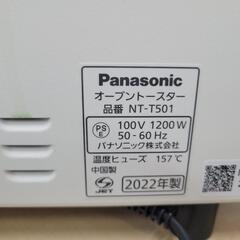 Panasonic
オーブントースター
品番 NT-T501
PS E 100V 1200W
50-60Hz
パナソニック株式会社
温度ヒューズ 157℃
中国製
JET
2022年製